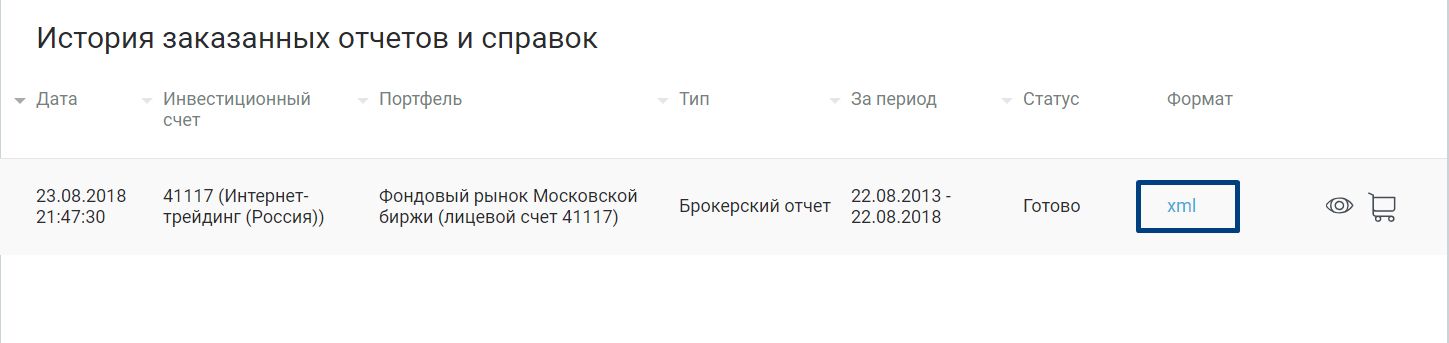 История заказанных отчетов и справок
Дата
Инвестиционный
счет
Портфель
Тип
За период
Статус
Формат
23.08.2018
21:47:30
41117 (Интернет-
трейдинг (Россия))
Фондовый рынок Московской
биржи (лицевой счет 41117)
Брокерский отчет
22.08.2013 -
22.08.2018
Готово
xml